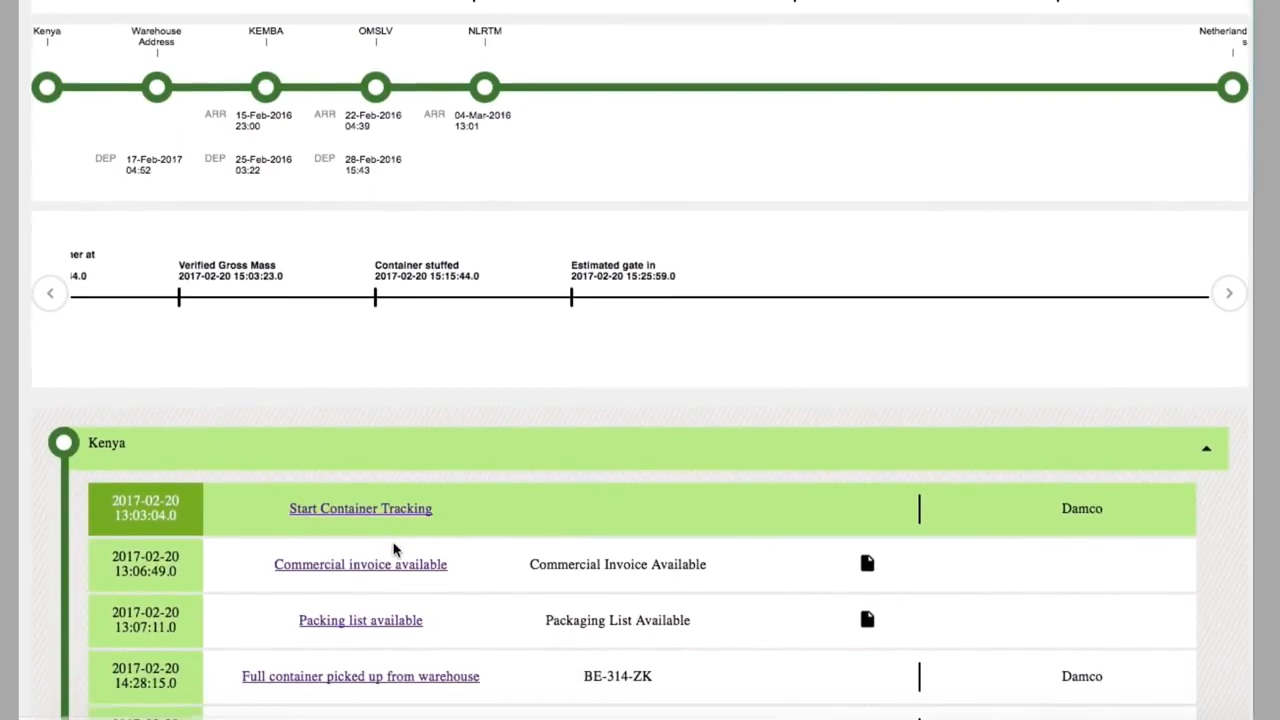 Kenya
Warehouse
Address
KEMBA
OMSLV
NLRTM
Netherland
s
ARR 15-Feb-2016
23:00
ARR 22-Feb-2016
04:39
ARR 04-Mar-2016
13:01
DEP 17-Feb-2017
04:52
DEP 25-Feb-2016
03:22
DEP 28-Feb-2016
15:43
ner at
4.0
Verified Gross Mass
2017-02-20 15:03:23.0
Container stuffed
2017-02-20 15:15:44.0
Estimated gate in
2017-02-20 15:25:59.0
Kenya
2017-02-20
13:03:04.0
Start Container Tracking
Damco
2017-02-20
13:06:49.0
Commercial invoice available
Commercial Invoice Available
2017-02-20
13:07:11.0
Packing list available
Packaging List Available
2017-02-20
14:28:15.0
Full container picked up from warehouse
BE-314-ZK
Damco